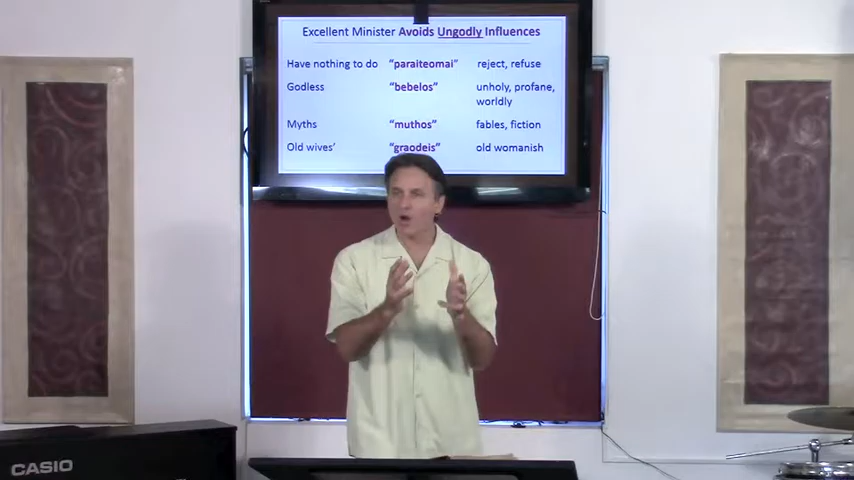 Excellent Minister Avoids Ungodly Influences
Have nothing to do "paraiteomai" reject, refuse
Godless "bebelos" unholy, profane,
worldly
Myths "muthos" fables, fiction
Old wives' "graodeis" old womanish
CASIO